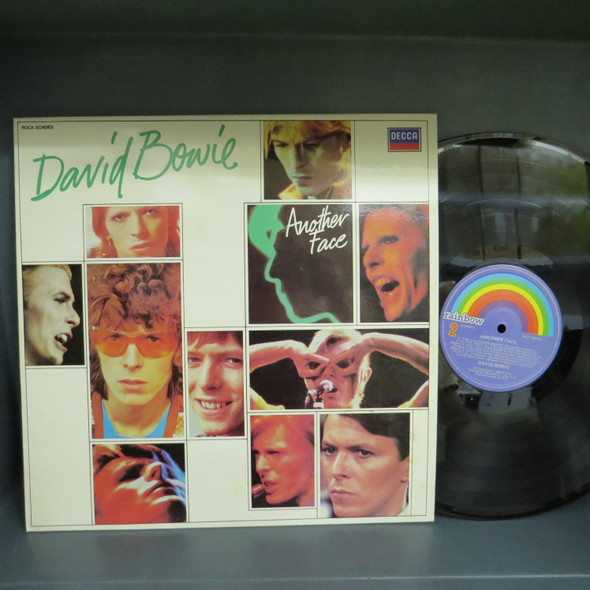 ROCK ECHOES
David Bowie
DECCA
Another
Face
rainbow
2
ANOTHER FACE
DAVID BOWIE